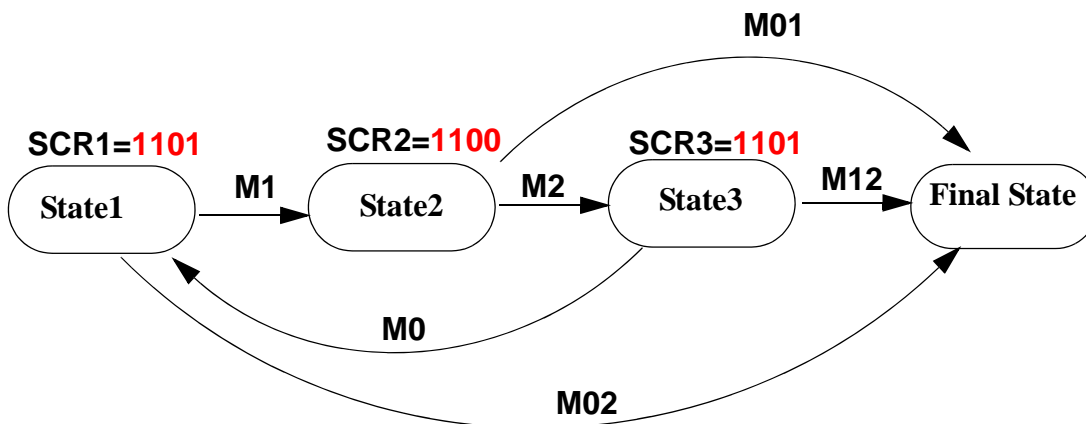 M01
SCR1=1101
SCR2=1100
SCR3=1101
State1
M1
State2
M2
State3
M12
Final State
M0
M02